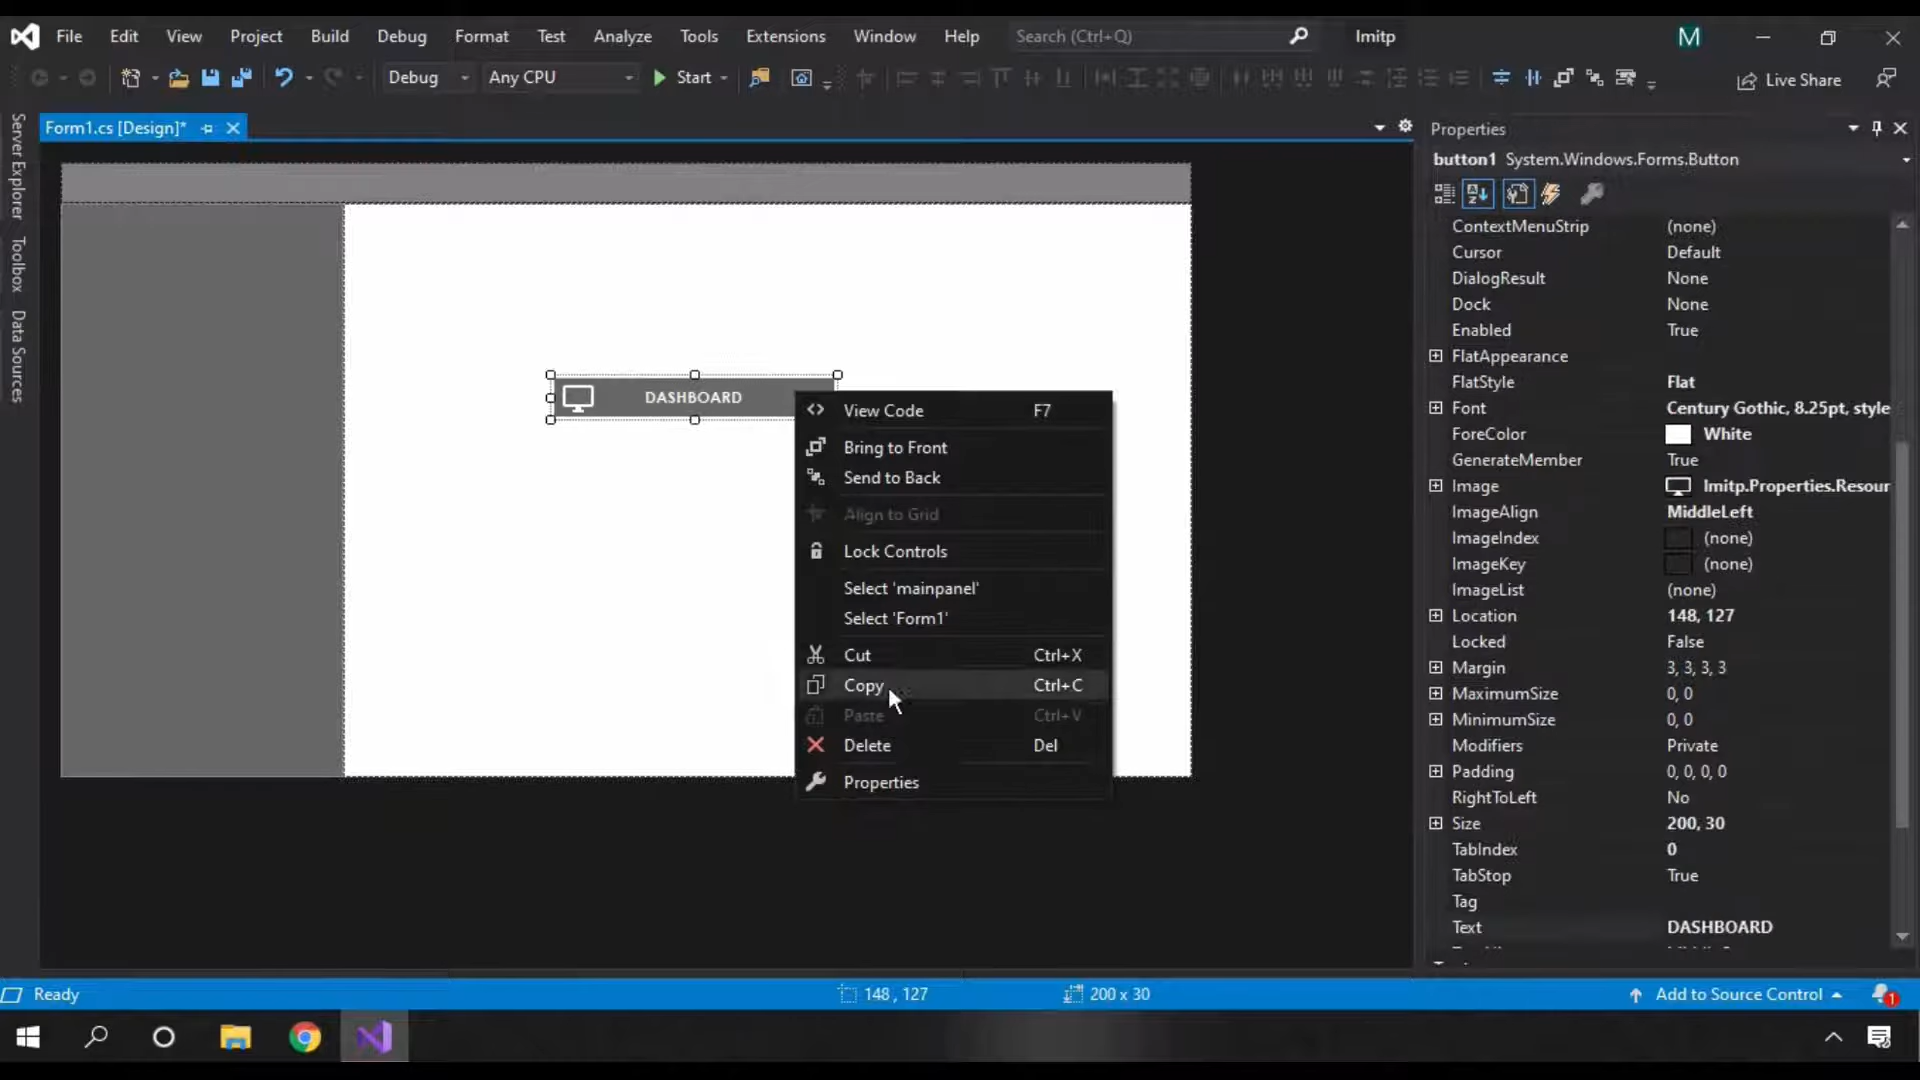 File Edit View Project Build Debug Format Test Analyze Tools Extensions Window Help Search (Ctrl+Q) Imitp M
Debug Any CPU Start Live Share
Form1.cs [Design]*
Server Explorer
Toolbox
Data Sources
DASHBOARD
View Code F7
Bring to Front
Send to Back
Align to Grid
Lock Controls
Select 'mainpanel'
Select 'Form1'
Cut Ctrl+X
Copy Ctrl+C
Paste Ctrl+V
Delete Del
Properties
Properties
button1 System.Windows.Forms.Button
ContextMenuStrip (none)
Cursor Default
DialogResult None
Dock None
Enabled True
FlatAppearance
FlatStyle Flat
Font Century Gothic, 8.25pt, style
ForeColor White
GenerateMember True
Image Imitp.Properties.Resour
ImageAlign MiddleLeft
ImageIndex (none)
ImageKey (none)
ImageList (none)
Location 148, 127
Locked False
Margin 3, 3, 3, 3
MaximumSize 0, 0
MinimumSize 0, 0
Modifiers Private
Padding 0, 0, 0, 0
RightToLeft No
Size 200, 30
TabIndex 0
TabStop True
Tag
Text DASHBOARD
Ready 148 , 127 200 x 30 Add to Source Control 1